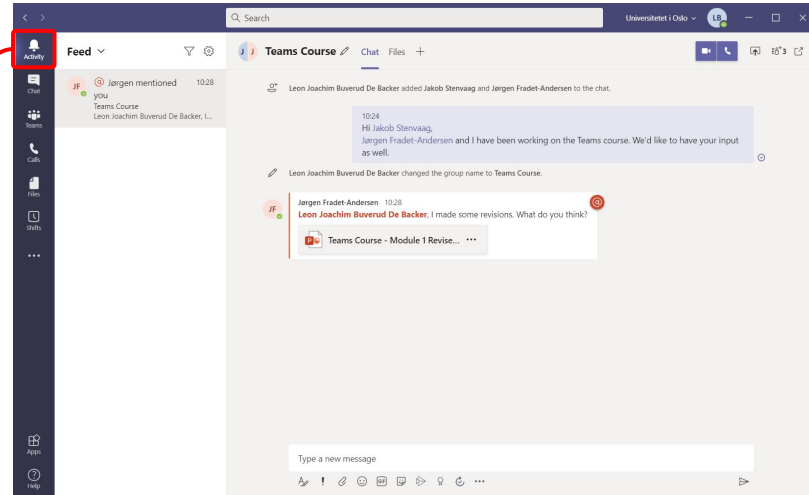 Search
Universitetet i Oslo
LB
Activity
Chat
Teams
Calls
Files
Shifts
Apps
Help
Feed
JF
@ Jørgen mentioned 10:28
you
Teams Course
Leon Joachim Buverud De Backer, I...
J J Teams Course Chat Files +
3
Leon Joachim Buverud De Backer added Jakob Stenvaag and Jørgen Fradet-Andersen to the chat.
10:24
Hi Jakob Stenvaag,
Jørgen Fradet-Andersen and I have been working on the Teams course. We'd like to have your input
as well.
Leon Joachim Buverud De Backer changed the group name to Teams Course.
JF
Jørgen Fradet-Andersen 10:28
@
Leon Joachim Buverud De Backer, I made some revisions. What do you think?
P Teams Course - Module 1 Revise... ...
Type a new message
GIF